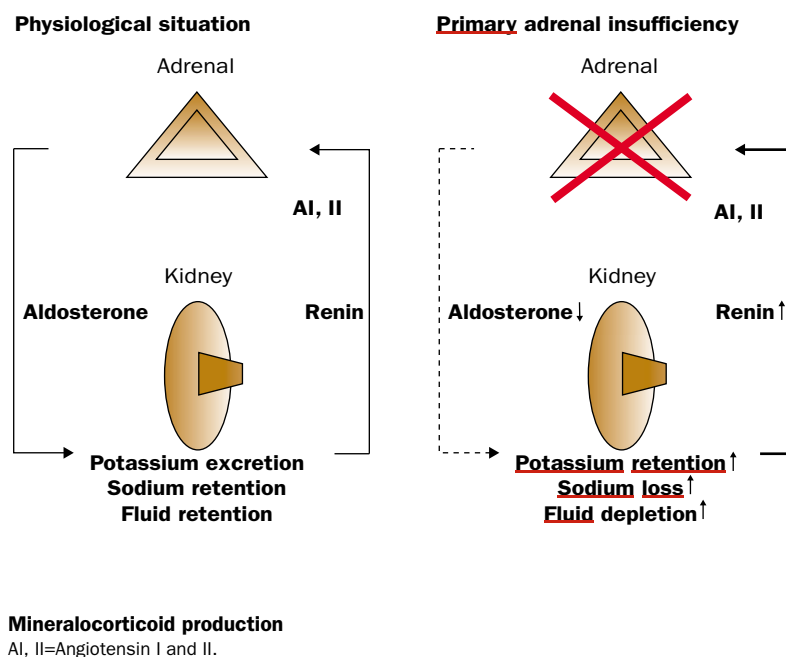 Physiological situation
Adrenal
AI, II
Kidney
Aldosterone
Renin
Potassium excretion
Sodium retention
Fluid retention
Primary adrenal insufficiency
Adrenal
AI, II
Kidney
Aldosterone↓
Renin↑
Potassium retention↑
Sodium loss↑
Fluid depletion↑
Mineralocorticoid production
AI, II=Angiotensin I and II.